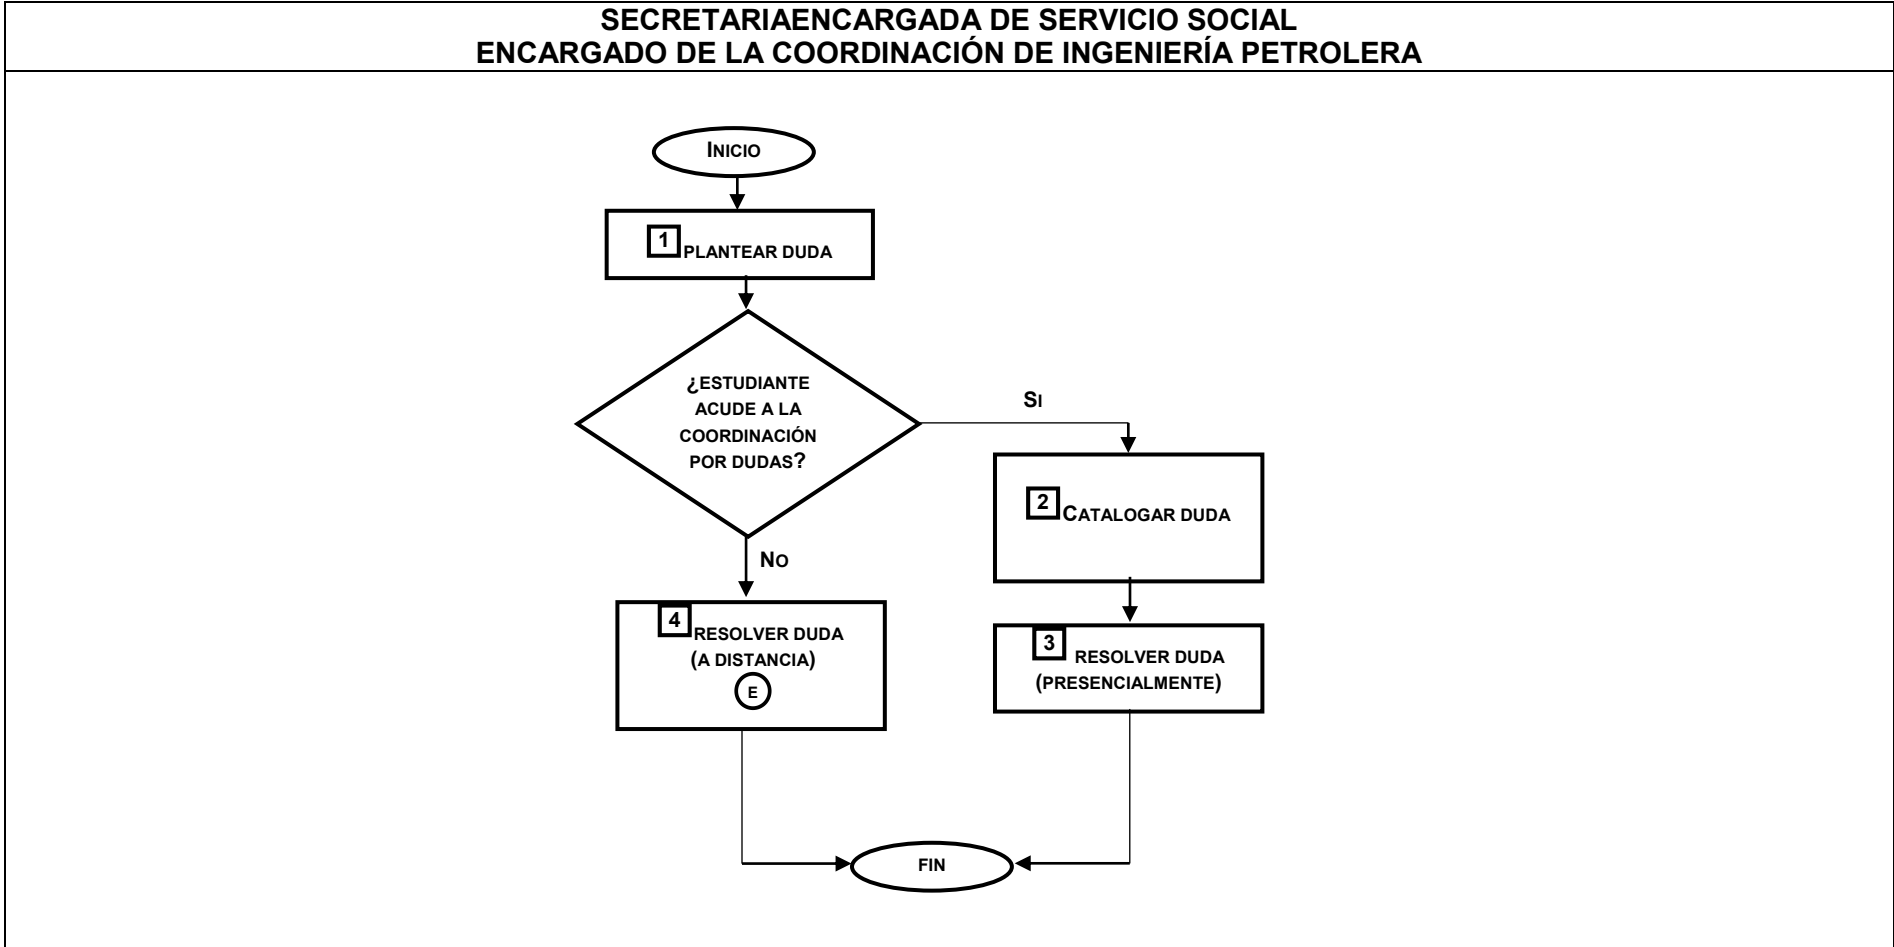 SECRETARIAENCARGADA DE SERVICIO SOCIAL
ENCARGADO DE LA COORDINACIÓN DE INGENIERÍA PETROLERA
INICIO
1
PLANTEAR DUDA
¿ESTUDIANTE
ACUDE A LA
COORDINACIÓN
POR DUDAS?
SI
2
CATALOGAR DUDA
NO
4
RESOLVER DUDA
(A DISTANCIA)
E
3
RESOLVER DUDA
(PRESENCIALMENTE)
FIN